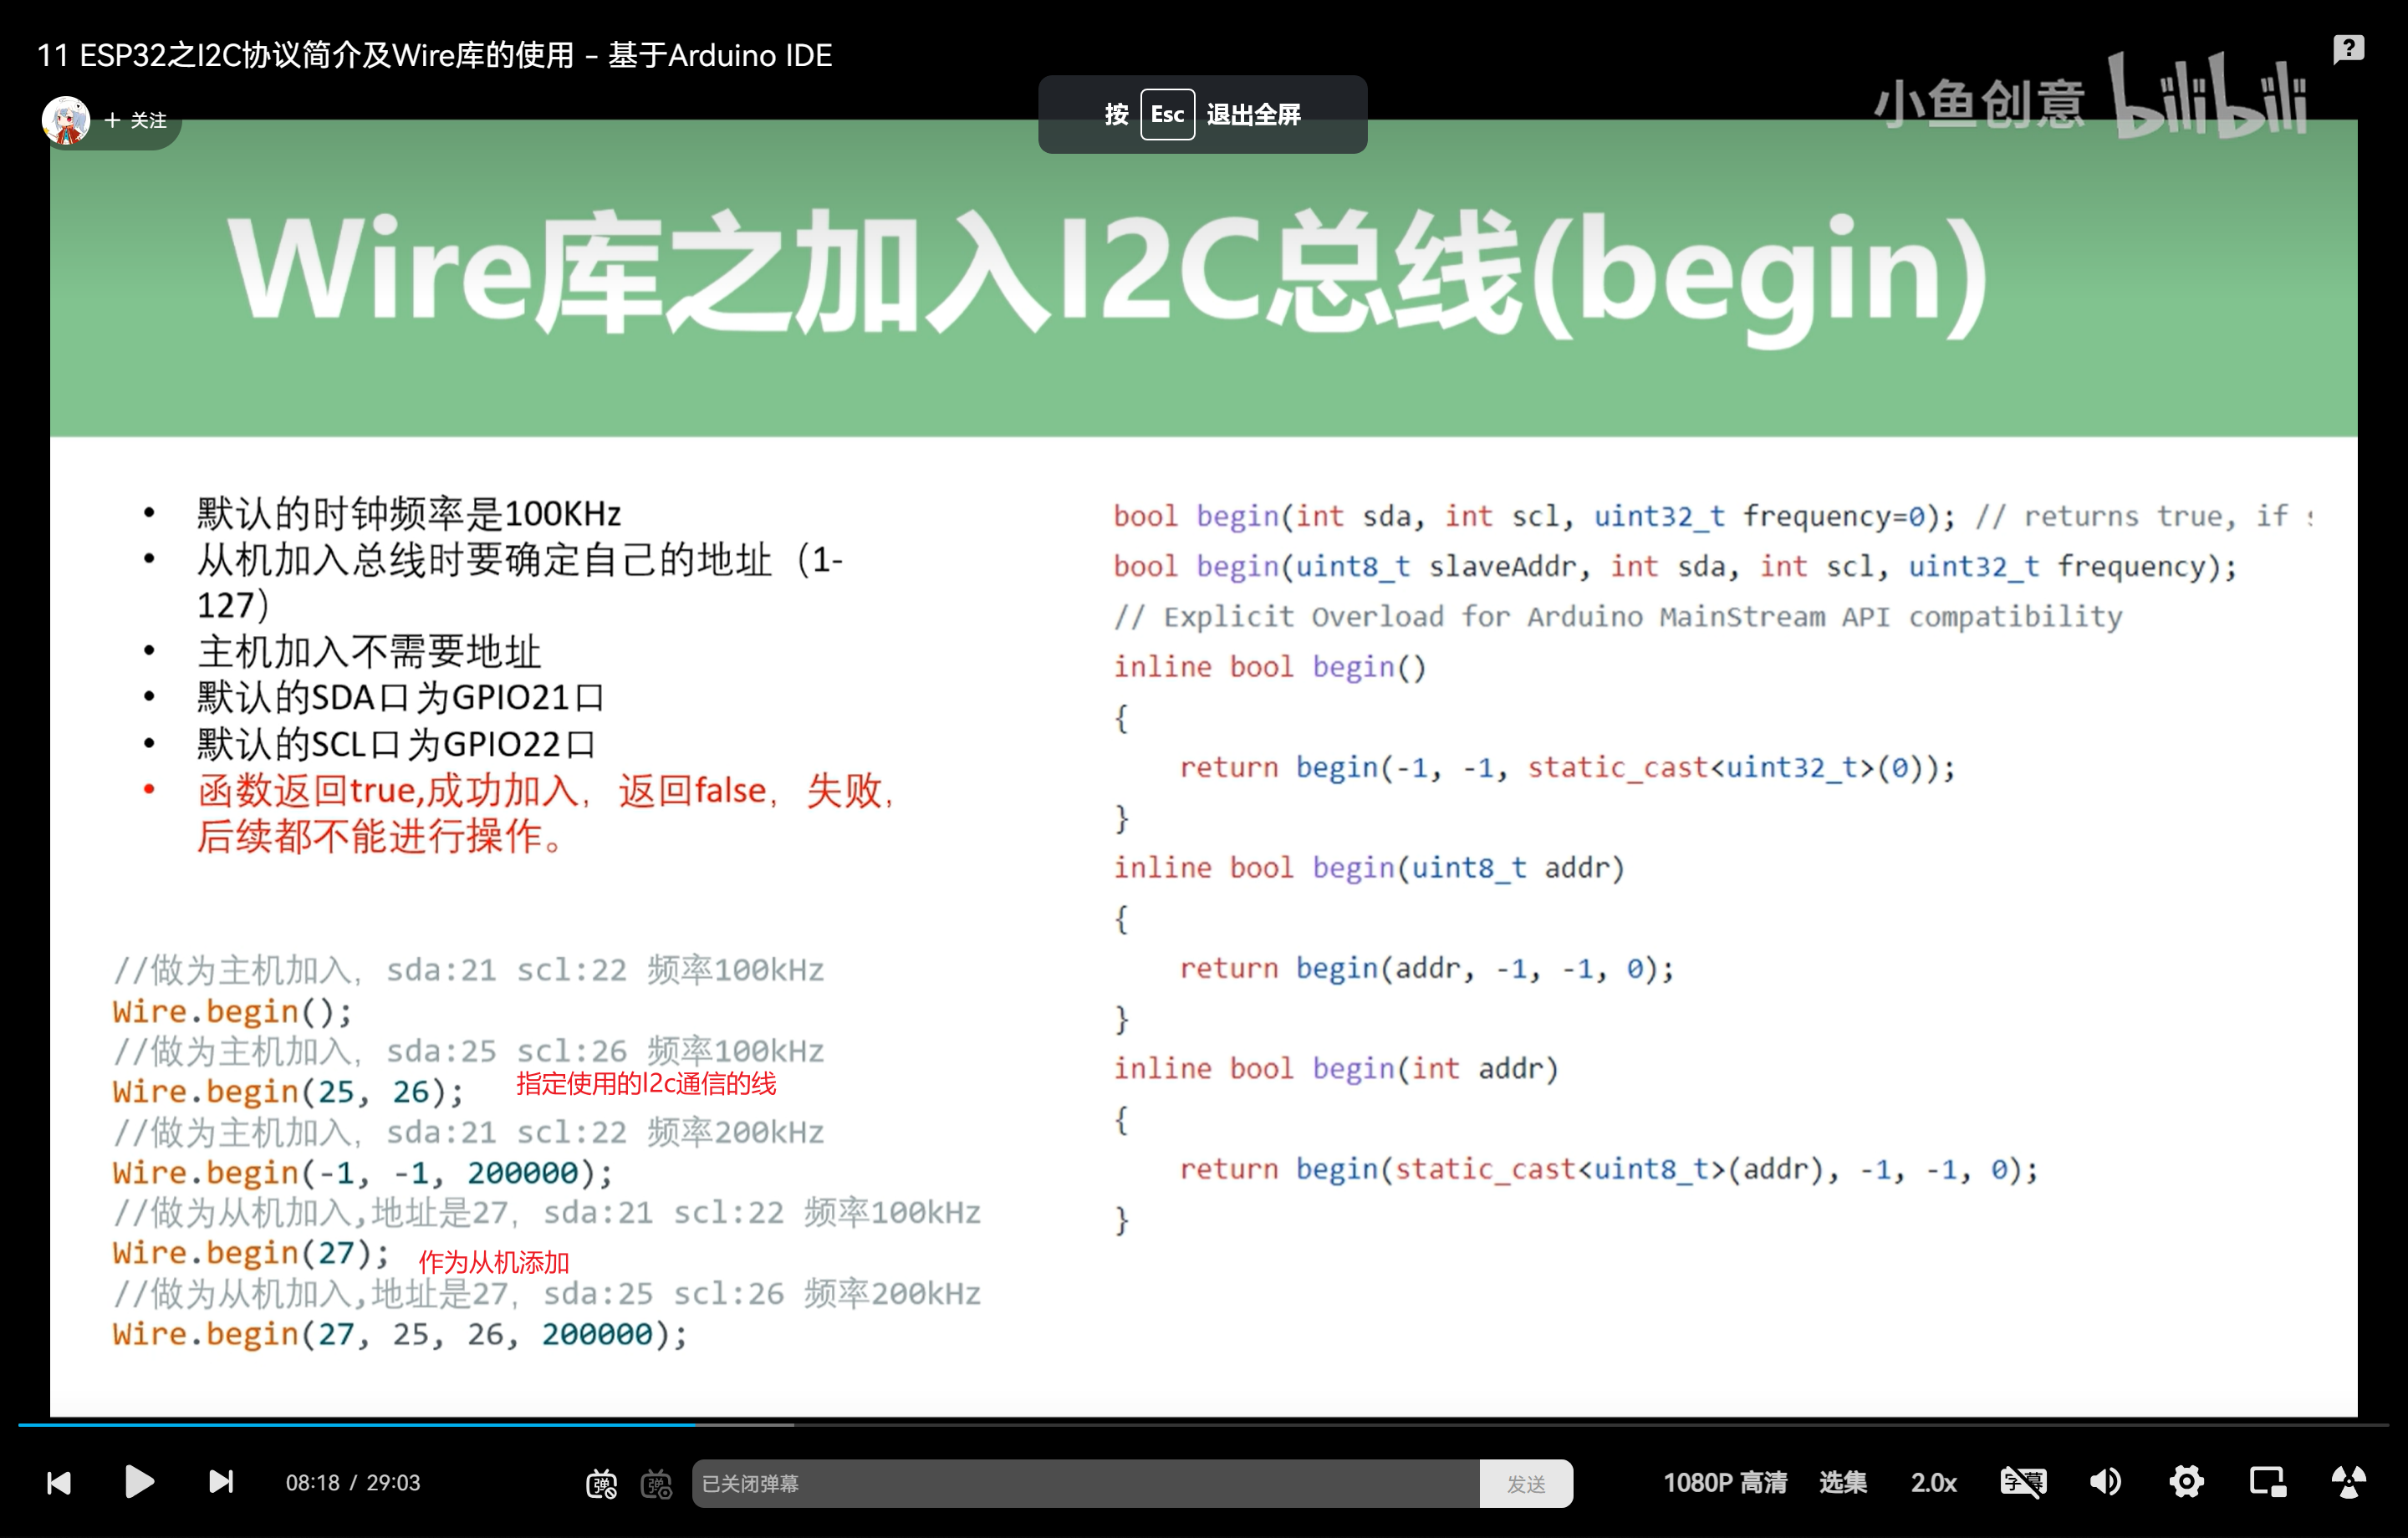 11 ESP32之I2C协议简介及Wire库的使用 – 基于Arduino IDE
+ 关注
按 Esc 退出全屏
小鱼创意 bilibili
Wire库之加入I2C总线(begin)
• 默认的时钟频率是100KHz
• 从机加入总线时要确定自己的地址（1-
127）
• 主机加入不需要地址
• 默认的SDA口为GPIO21口
• 默认的SCL口为GPIO22口
• 函数返回true,成功加入，返回false，失败，
后续都不能进行操作。
//做为主机加入，sda:21 scl:22 频率100kHz
Wire.begin();
//做为主机加入，sda:25 scl:26 频率100kHz
Wire.begin(25, 26);
指定使用的I2c通信的线
//做为主机加入，sda:21 scl:22 频率200kHz
Wire.begin(-1, -1, 200000);
//做为从机加入,地址是27，sda:21 scl:22 频率100kHz
Wire.begin(27);
作为从机添加
//做为从机加入,地址是27，sda:25 scl:26 频率200kHz
Wire.begin(27, 25, 26, 200000);
bool begin(int sda, int scl, uint32_t frequency=0); // returns true, if
bool begin(uint8_t slaveAddr, int sda, int scl, uint32_t frequency);
// Explicit Overload for Arduino MainStream API compatibility
inline bool begin()
{
return begin(-1, -1, static_cast<uint32_t>(0));
}
inline bool begin(uint8_t addr)
{
return begin(addr, -1, -1, 0);
}
inline bool begin(int addr)
{
return begin(static_cast<uint8_t>(addr), -1, -1, 0);
}
08:18 / 29:03
弹
弹
已关闭弹幕
发送
1080P 高清
选集
2.0x
字幕